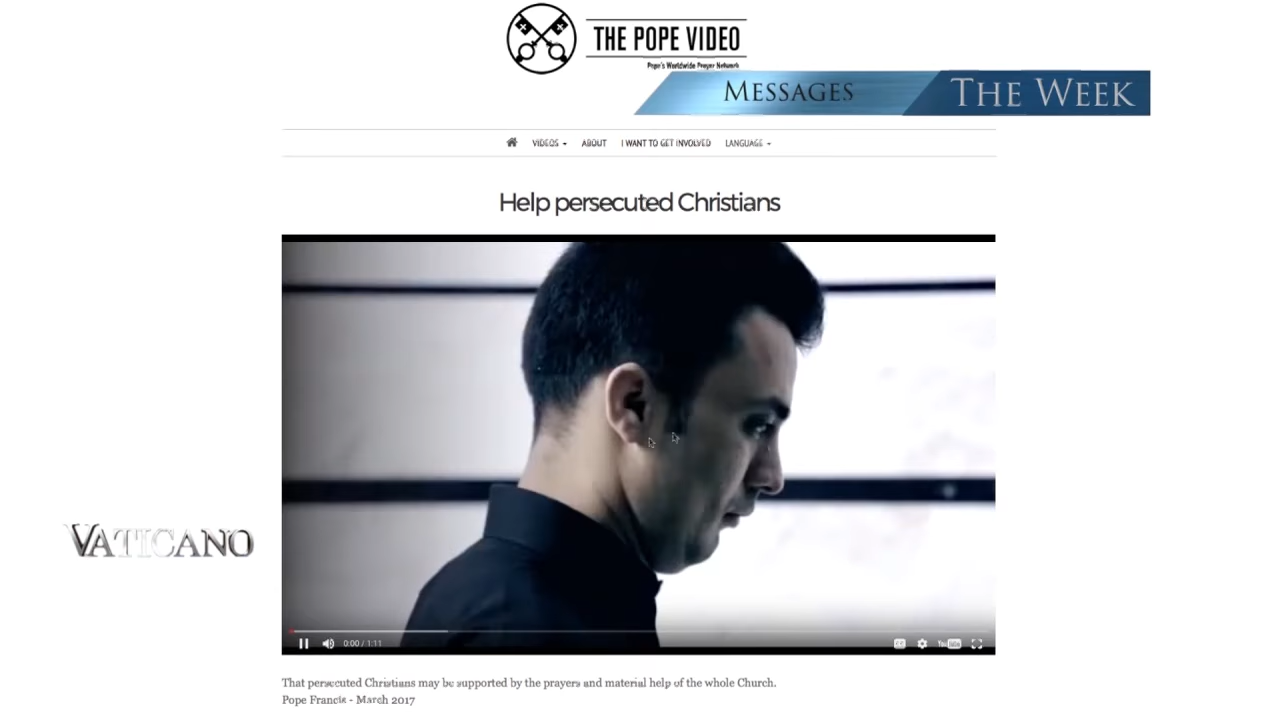 THE POPE VIDEO
Pope's Worldwide Prayer Network
MESSAGES
THE WEEK
VIDEOS
ABOUT
I WANT TO GET INVOLVED
LANGUAGE
Help persecuted Christians
VATICANO
0:00 / 1:11
CC
YouTube
That persecuted Christians may be supported by the prayers and material help of the whole Church.
Pope Francis - March 2017